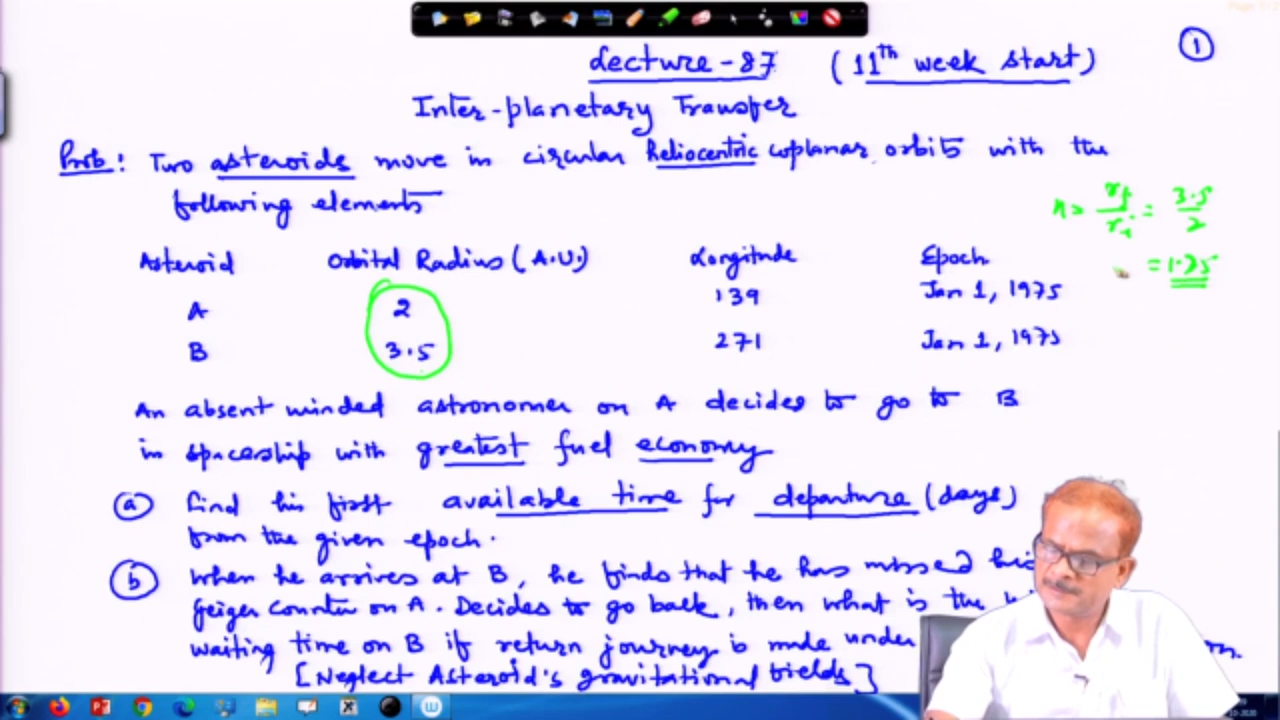 1
Lecture-87 (11th week start)
Inter-planetary Transfer
Prob: Two asteroids move in circular Heliocentric coplanar orbits with the
following elements
n = rf/ri = 3.5/2
= 1.75
Asteroid Orbital Radius (A.U.) Longitude Epoch
A 2 139 Jan 1, 1975
B 3.5 271 Jan 1, 1975
An absent minded astronomer on A decides to go to B
in spaceship with greatest fuel economy
(a) Find his first available time for departure (days)
from the given epoch.
(b) When he arrives at B, he finds that he has missed
geiger counter on A. Decides to go back, then what is the
waiting time on B if return journey is made under
[Neglect Asteroid's gravitational fields]